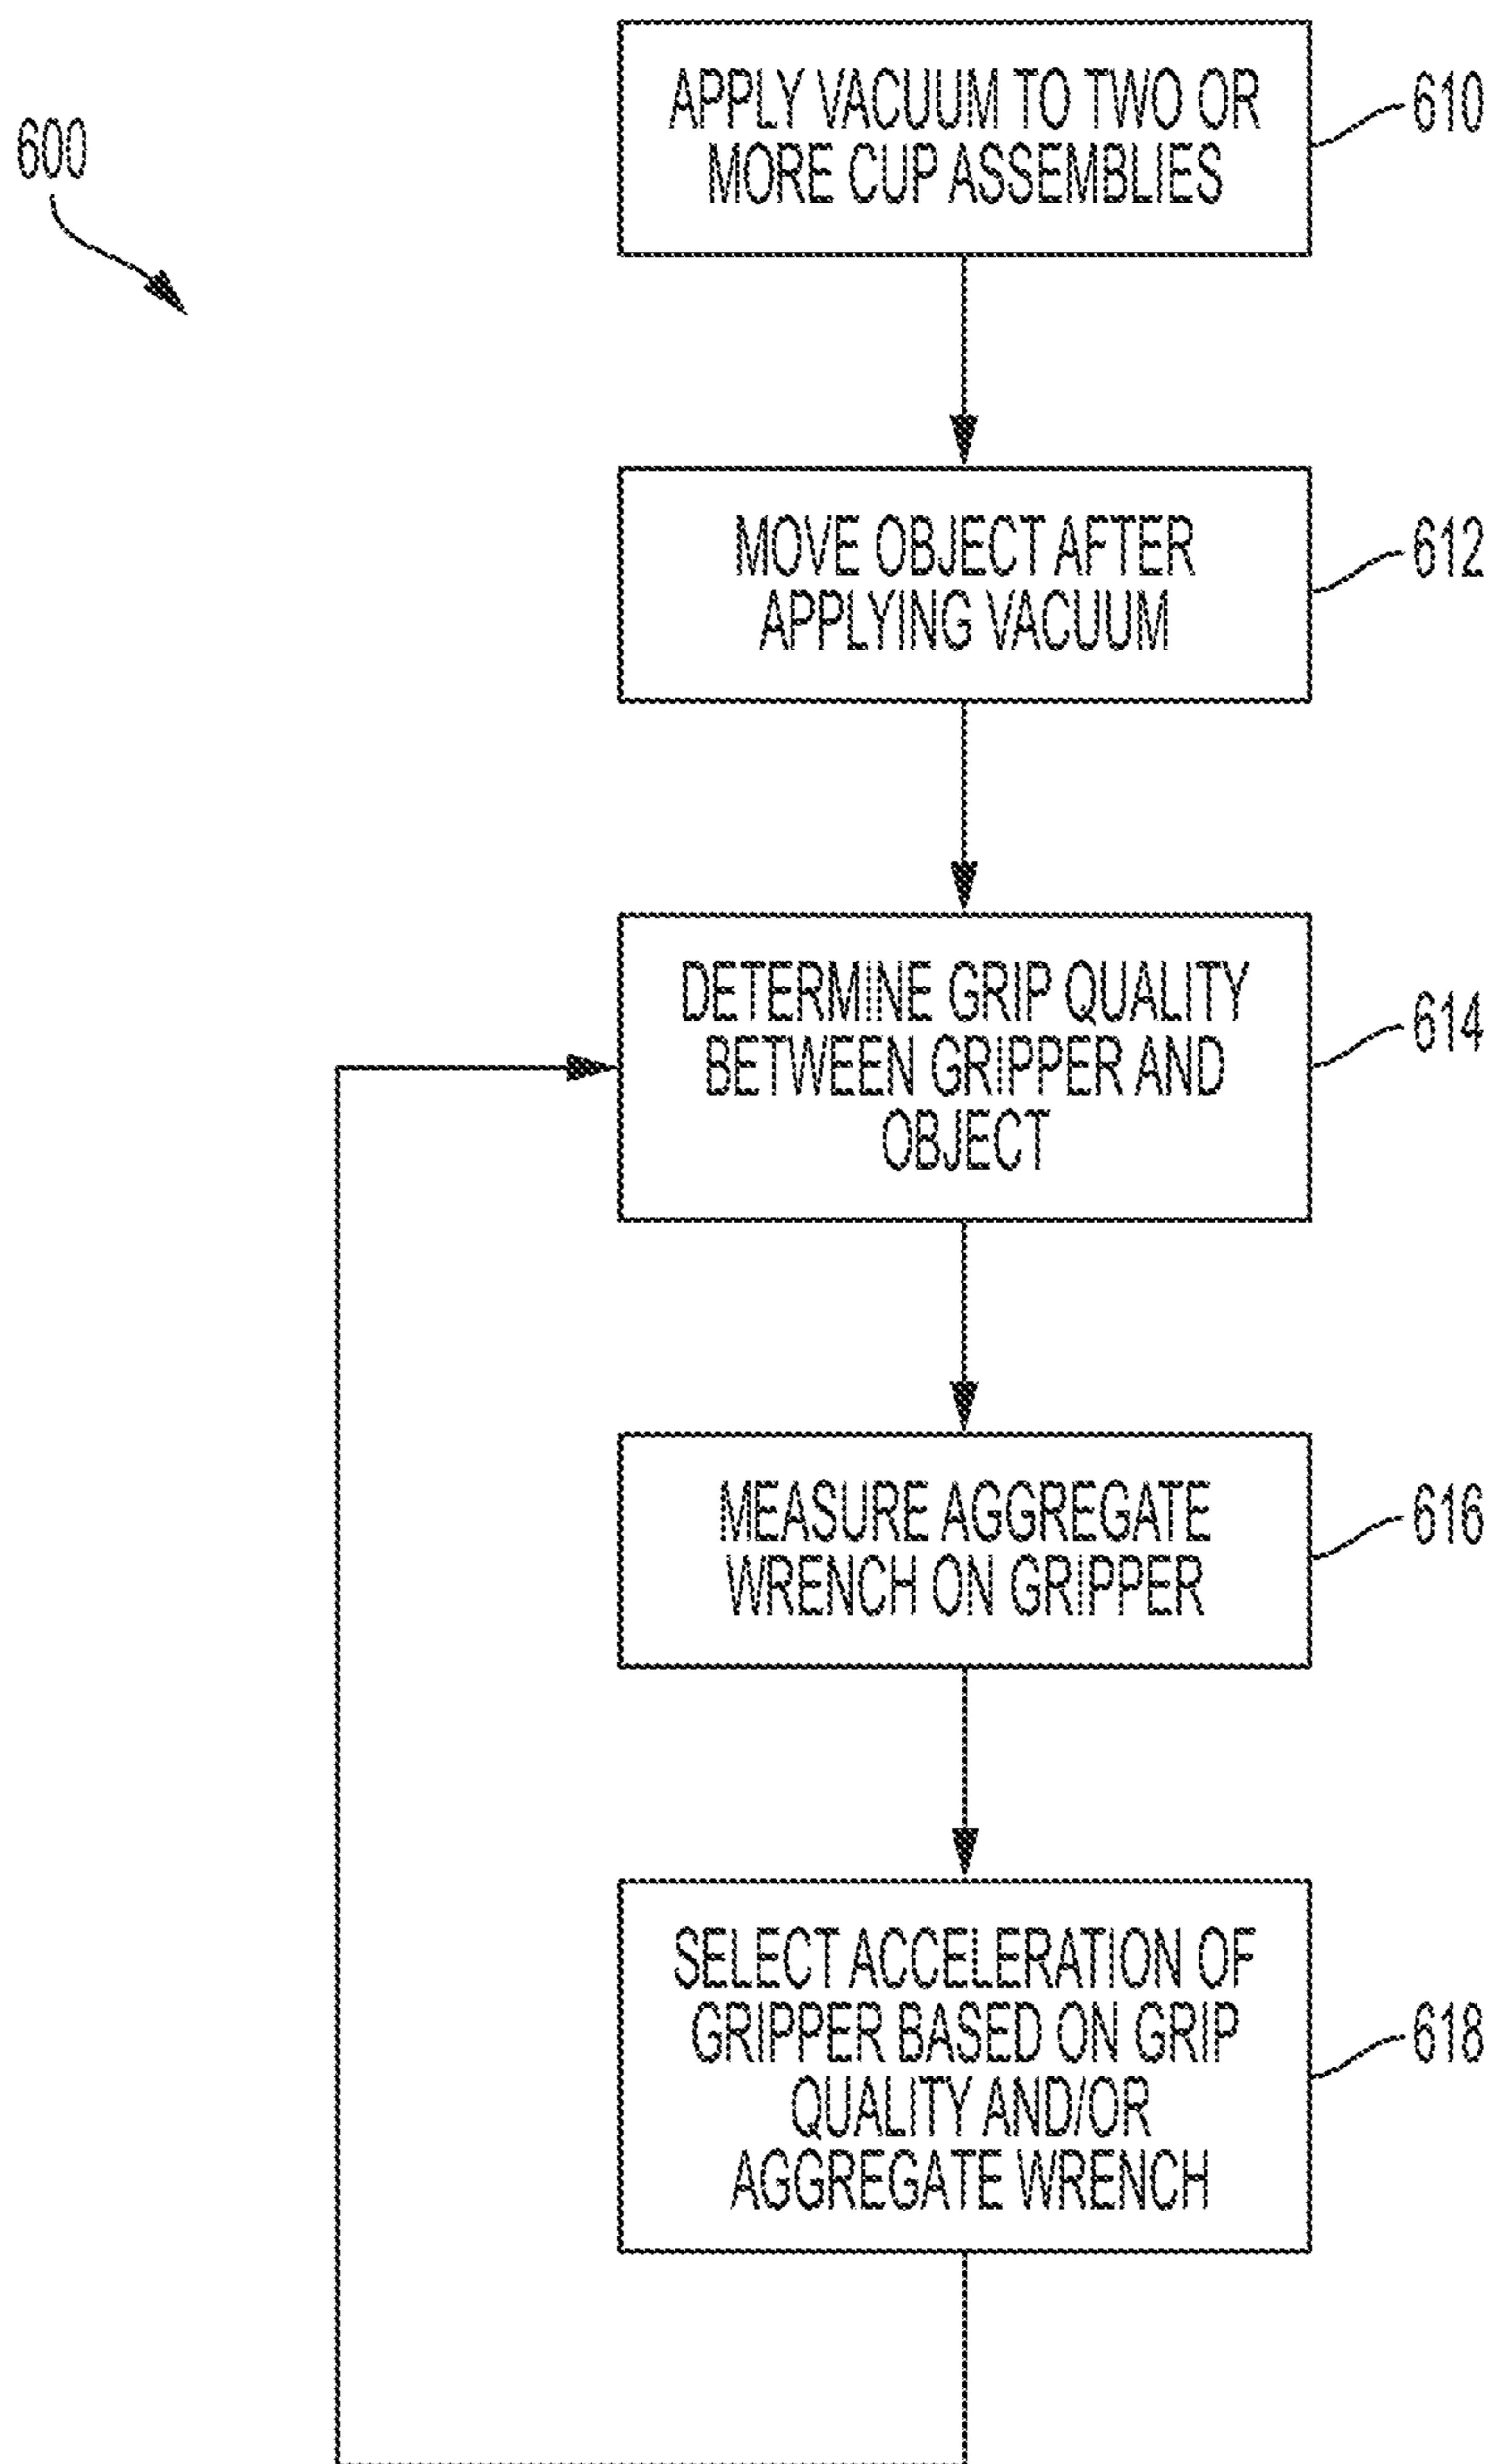 600
APPLY VACUUM TO TWO OR
MORE CUP ASSEMBLIES
610
MOVE OBJECT AFTER
APPLYING VACUUM
612
DETERMINE GRIP QUALITY
BETWEEN GRIPPER AND
OBJECT
614
MEASURE AGGREGATE
WRENCH ON GRIPPER
616
SELECT ACCELERATION OF
GRIPPER BASED ON GRIP
QUALITY AND/OR
AGGREGATE WRENCH
618